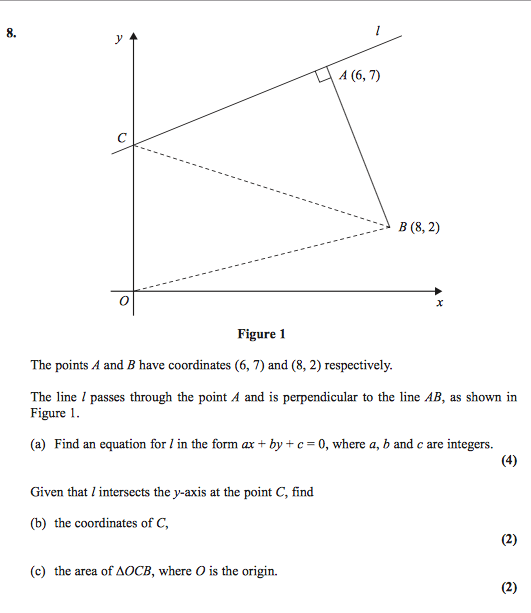 8.
y
l
A (6, 7)
C
B (8, 2)
O
x
Figure 1
The points A and B have coordinates (6, 7) and (8, 2) respectively.
The line l passes through the point A and is perpendicular to the line AB, as shown in
Figure 1.
(a) Find an equation for l in the form ax + by + c = 0, where a, b and c are integers.
(4)
Given that l intersects the y-axis at the point C, find
(b) the coordinates of C,
(2)
(c) the area of ΔOCB, where O is the origin.
(2)